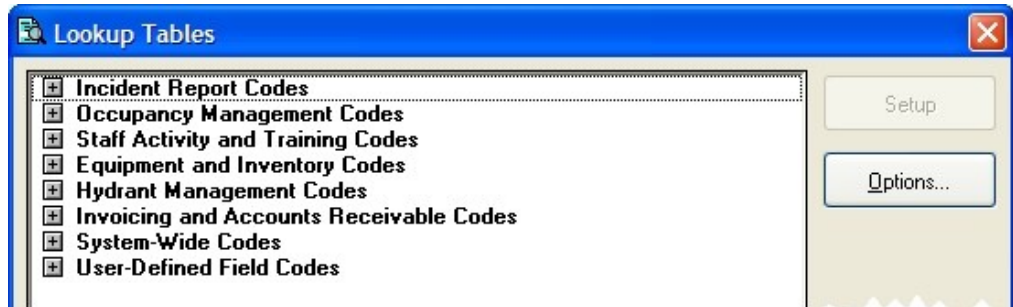 Lookup Tables
Incident Report Codes
Occupancy Management Codes
Staff Activity and Training Codes
Equipment and Inventory Codes
Hydrant Management Codes
Invoicing and Accounts Receivable Codes
System-Wide Codes
User-Defined Field Codes
Setup
Options...